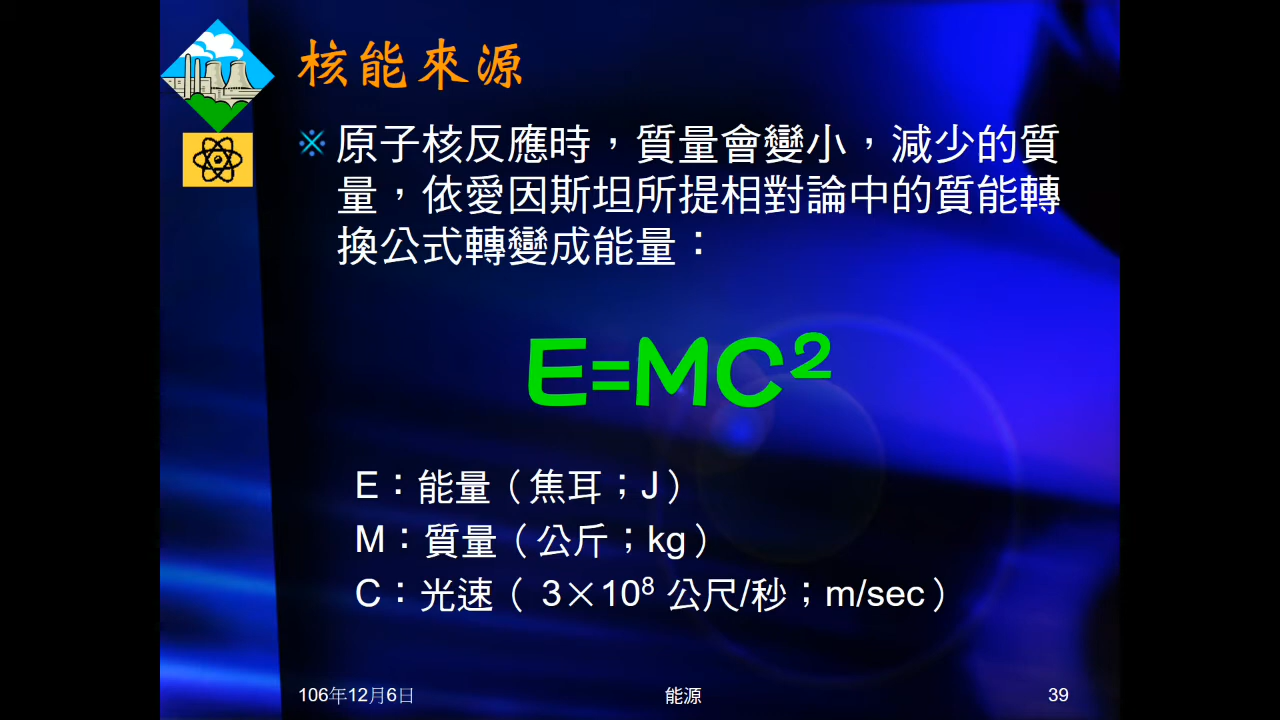 核能來源
※原子核反應時，質量會變小，減少的質
量，依愛因斯坦所提相對論中的質能轉
換公式轉變成能量：
E=MC²
E：能量（焦耳；J）
M：質量（公斤；kg）
C：光速（ 3×10⁸ 公尺/秒；m/sec）
106年12月6日
能源
39